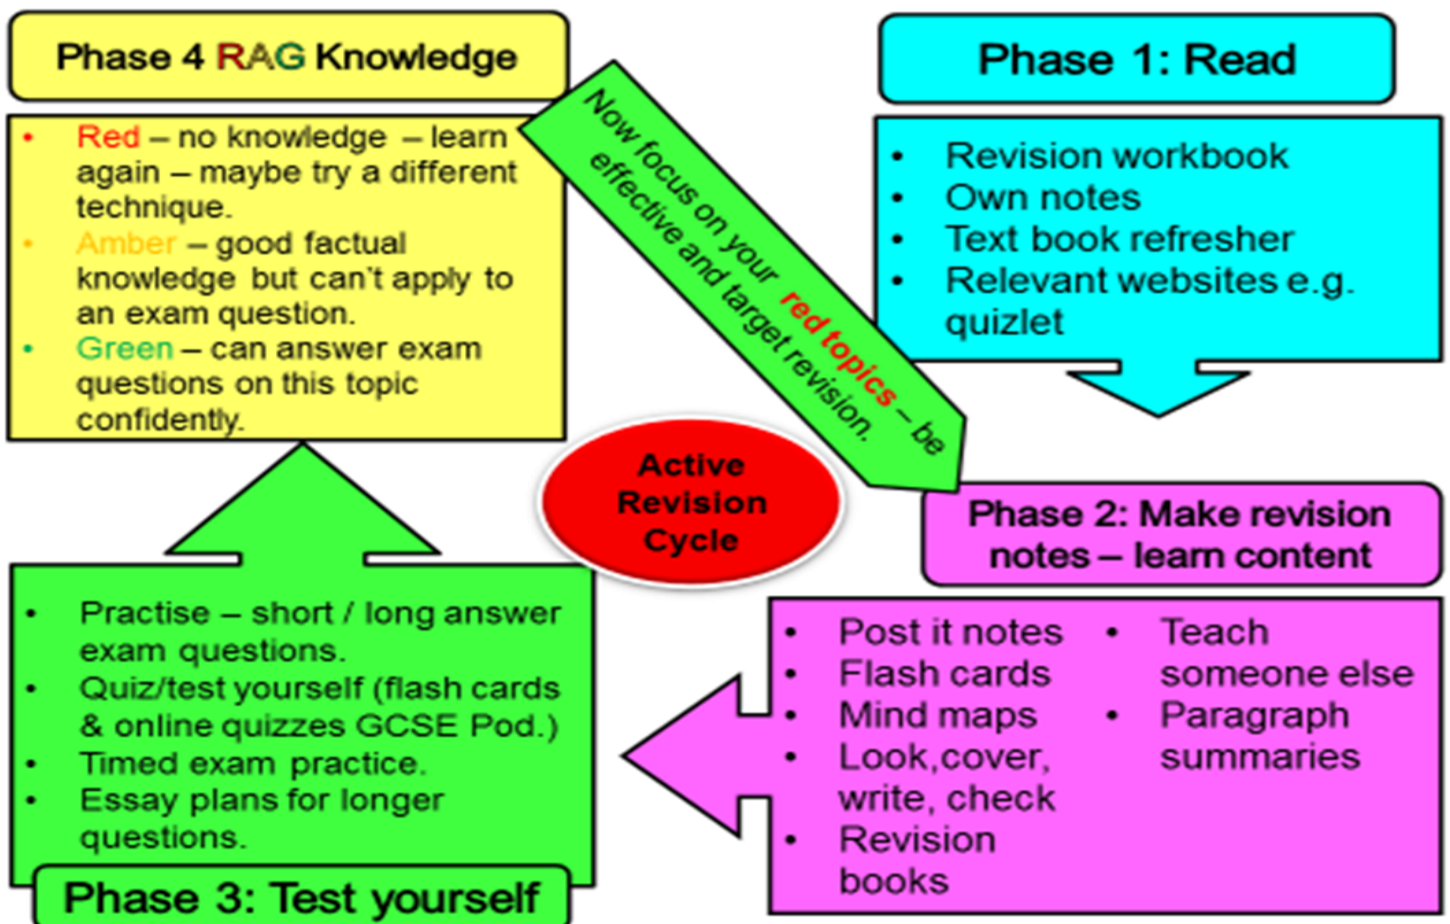 Phase 4 RAG Knowledge
• Red – no knowledge – learn
again – maybe try a different
technique.
• Amber – good factual
knowledge but can't apply to
an exam question.
• Green – can answer exam
questions on this topic
confidently.
Now focus on your red topics – be
effective and target revision.
Phase 1: Read
• Revision workbook
• Own notes
• Text book refresher
• Relevant websites e.g.
quizlet
Active
Revision
Cycle
Phase 2: Make revision
notes – learn content
• Post it notes
• Flash cards
• Mind maps
• Look,cover,
write, check
• Revision
books
• Teach
someone else
• Paragraph
summaries
• Practise – short / long answer
exam questions.
• Quiz/test yourself (flash cards
& online quizzes GCSE Pod.)
• Timed exam practice.
• Essay plans for longer
questions.
Phase 3: Test yourself